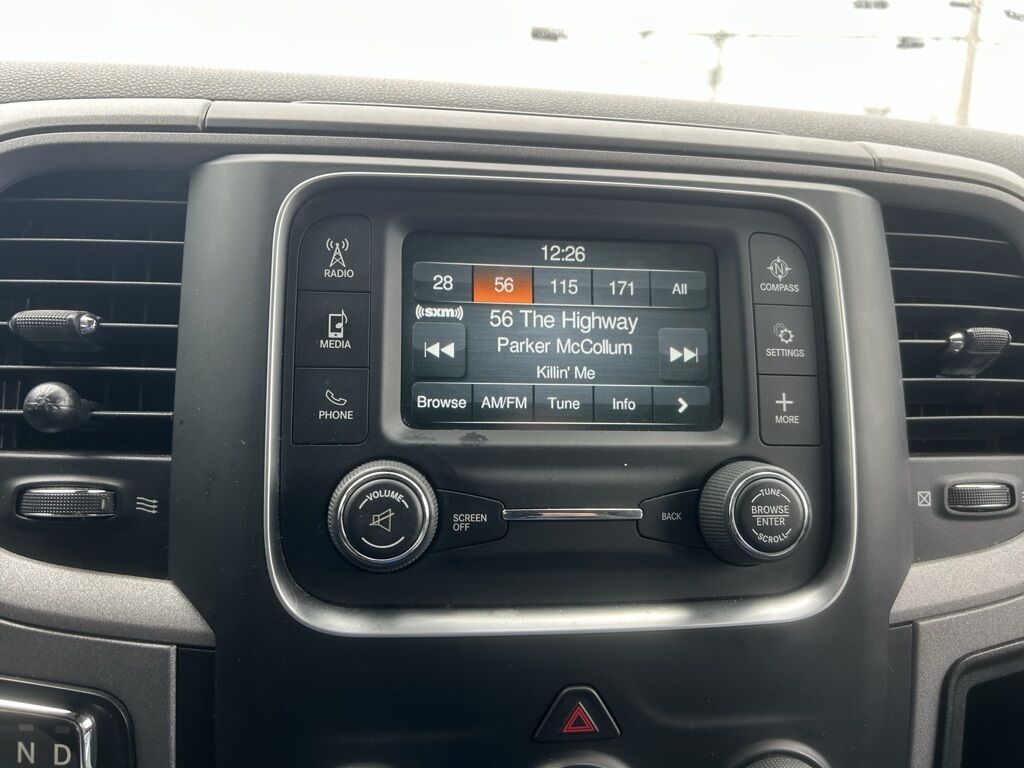 12:26
28 56 115 171 All
((sxm))
56 The Highway
Parker McCollum
Killin' Me
Browse AM/FM Tune Info
RADIO
MEDIA
PHONE
N
COMPASS
SETTINGS
MORE
VOLUME
SCREEN
OFF
BACK
TUNE
BROWSE
ENTER
SCROLL
N D